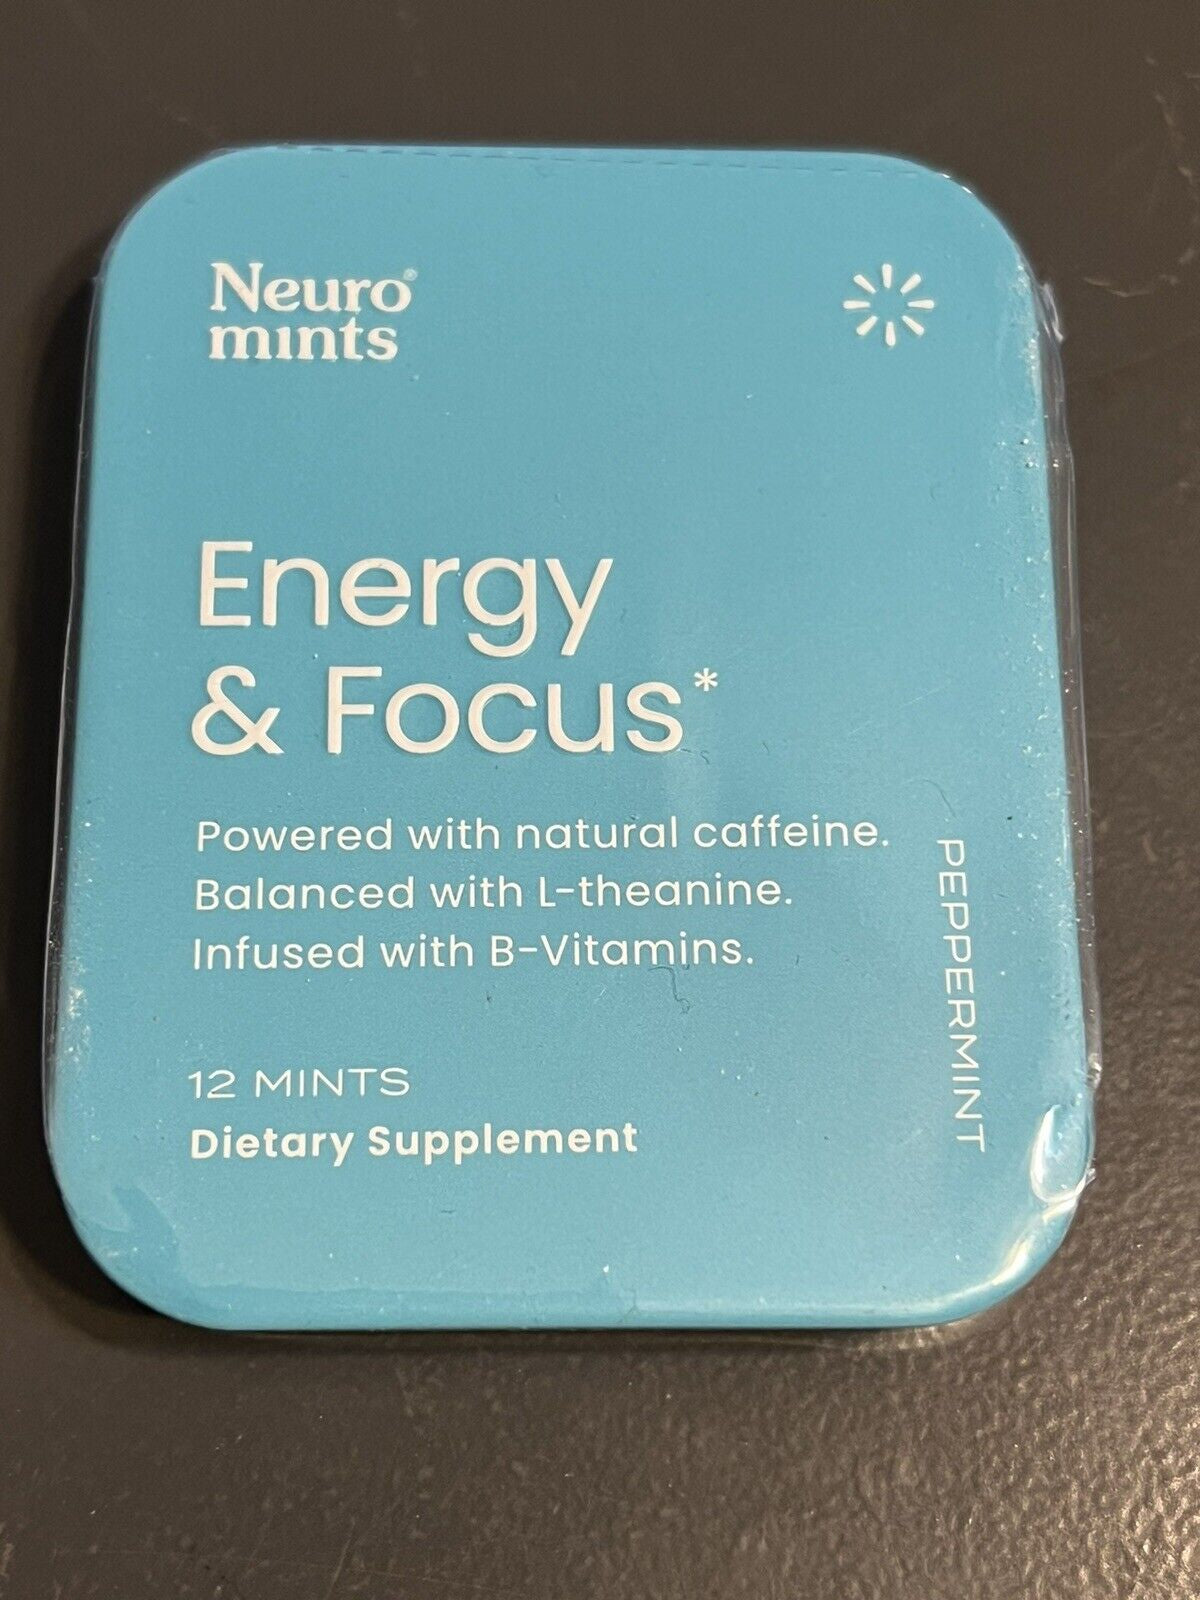 Neuro®
mints
Energy
& Focus*
Powered with natural caffeine.
Balanced with L-theanine.
Infused with B-Vitamins.
12 MINTS
Dietary Supplement
PEPPERMINT